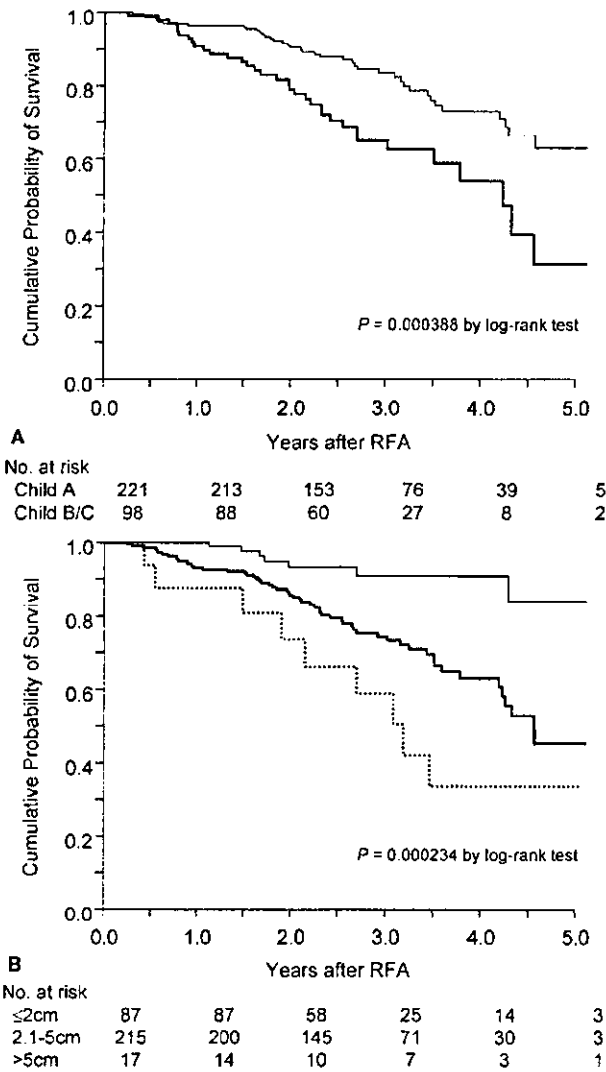 1.0
0.8
0.6
0.4
0.2
0.0
Cumulative Probability of Survival
P = 0.000388 by log-rank test
0.0 1.0 2.0 3.0 4.0 5.0
A
Years after RFA
No. at risk
Child A 221 213 153 76 39 5
Child B/C 98 88 60 27 8 2
1.0
0.8
0.6
0.4
0.2
0.0
Cumulative Probability of Survival
P = 0.000234 by log-rank test
0.0 1.0 2.0 3.0 4.0 5.0
B
Years after RFA
No. at risk
≤2cm 87 87 58 25 14 3
2.1-5cm 215 200 145 71 30 3
>5cm 17 14 10 7 3 1